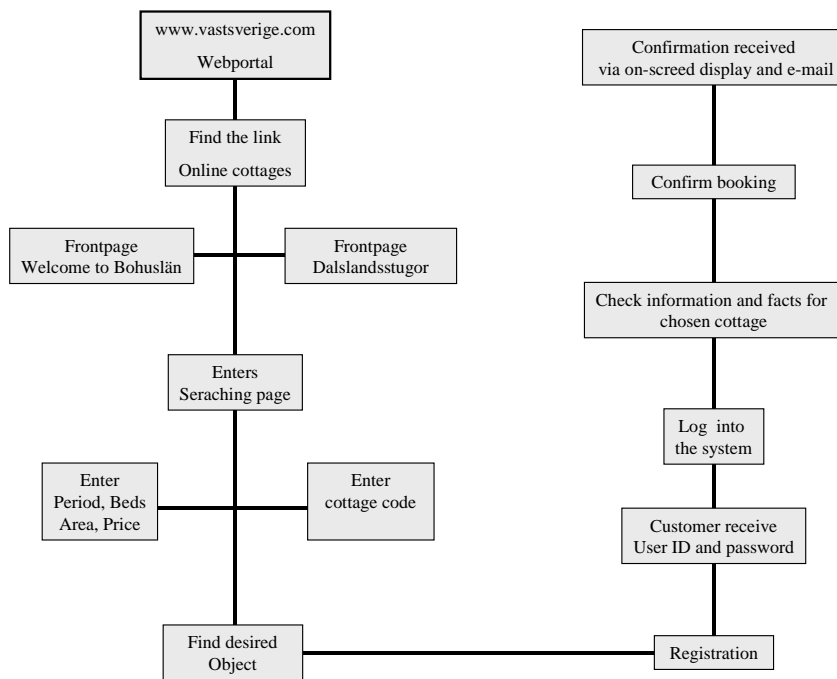 www.vastsverige.com
Webportal
Find the link
Online cottages
Frontpage
Welcome to Bohuslän
Frontpage
Dalslandsstugor
Enters
Seraching page
Enter
Period, Beds
Area, Price
Enter
cottage code
Find desired
Object
Registration
Customer receive
User ID and password
Log into
the system
Check information and facts for
chosen cottage
Confirm booking
Confirmation received
via on-screed display and e-mail